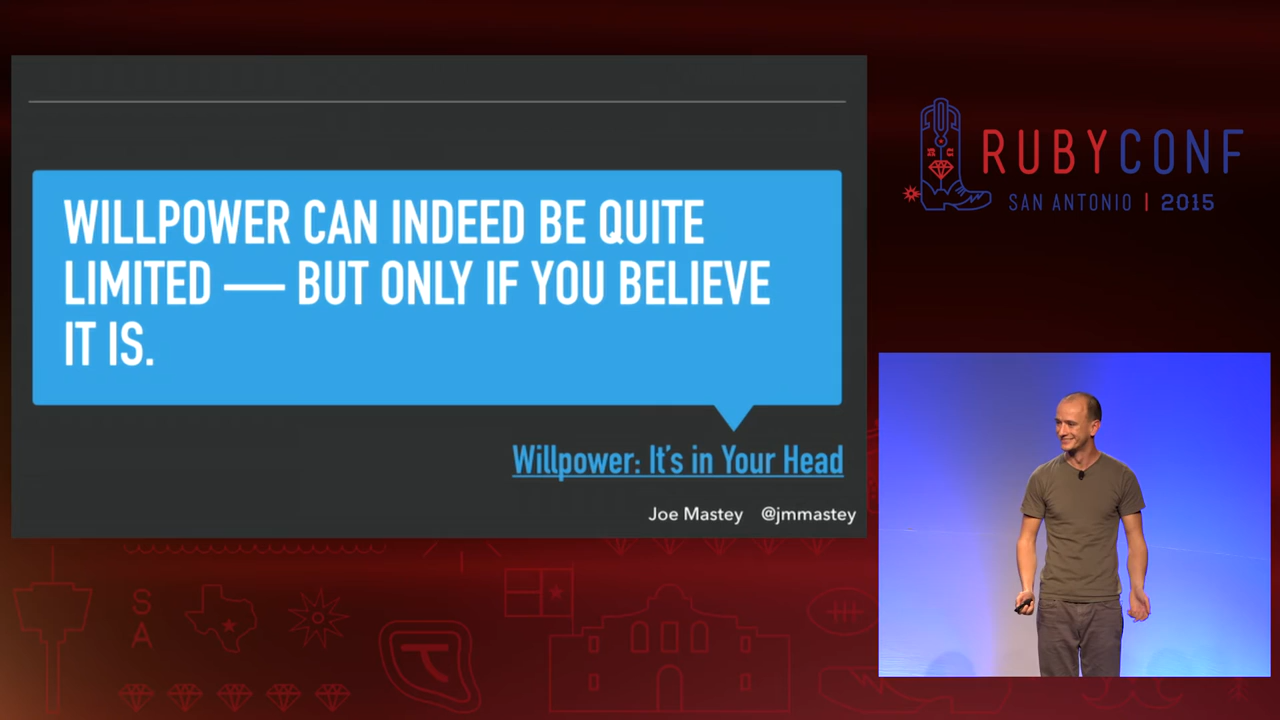 WILLPOWER CAN INDEED BE QUITE
LIMITED — BUT ONLY IF YOU BELIEVE
IT IS.
Willpower: It's in Your Head
Joe Mastey @jmmastey
RUBYCONF
SAN ANTONIO | 2015
S
A